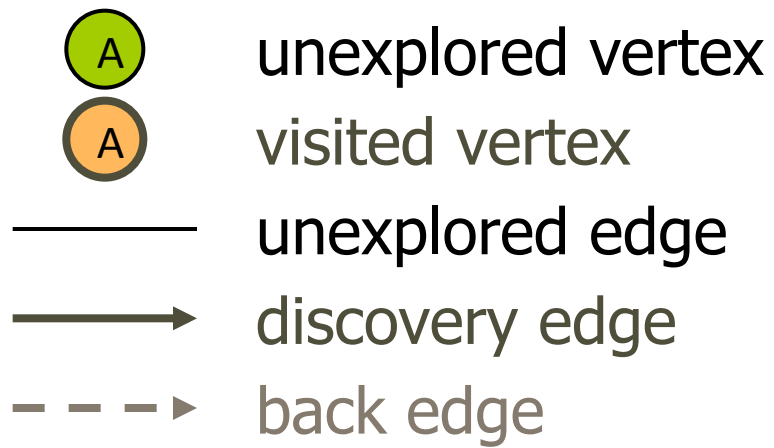 A unexplored vertex
A visited vertex
unexplored edge
discovery edge
back edge